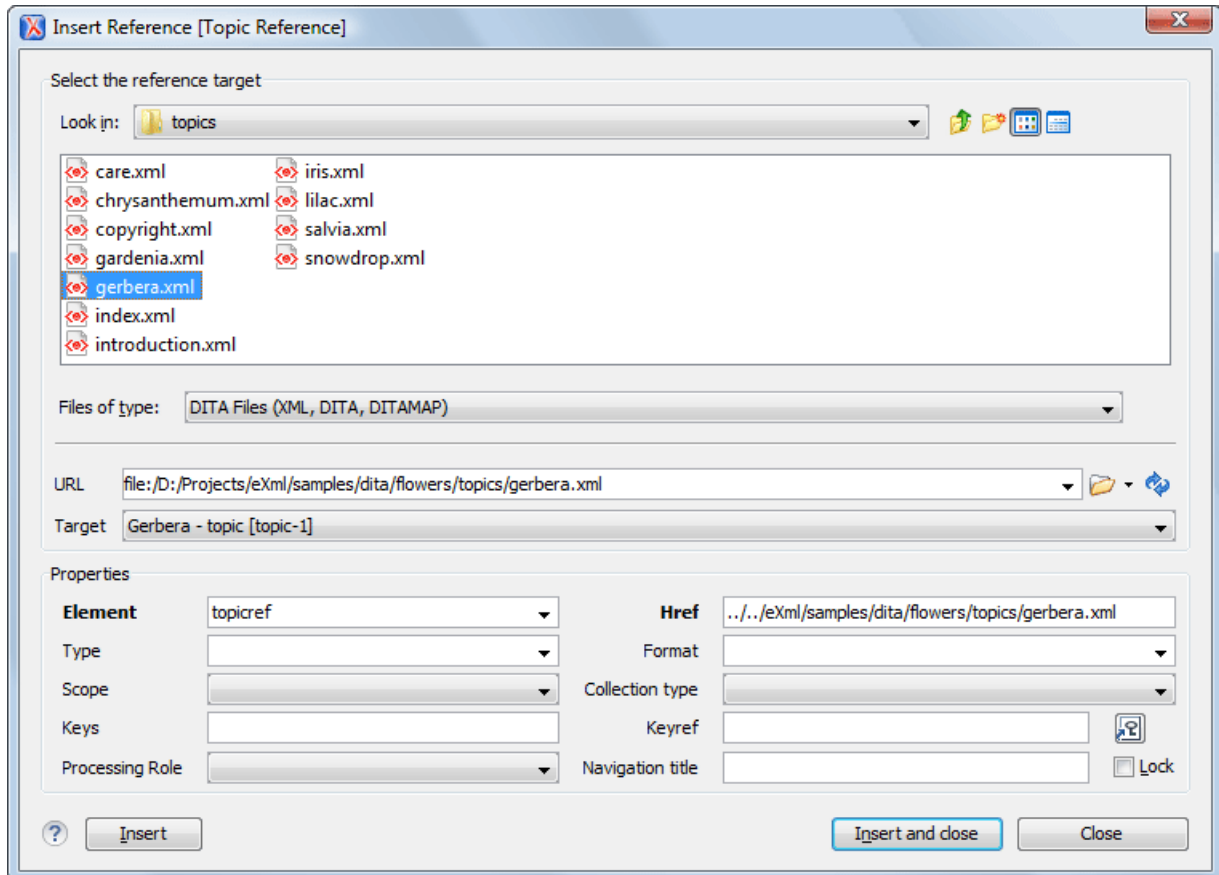 Insert Reference [Topic Reference]
Select the reference target
Look in: topics
care.xml iris.xml
chrysanthemum.xml lilac.xml
copyright.xml salvia.xml
gardenia.xml snowdrop.xml
gerbera.xml
index.xml
introduction.xml
Files of type: DITA Files (XML, DITA, DITAMAP)
URL file:/D:/Projects/eXml/samples/dita/flowers/topics/gerbera.xml
Target Gerbera - topic [topic-1]
Properties
Element topicref Href ../../eXml/samples/dita/flowers/topics/gerbera.xml
Type Format
Scope Collection type
Keys Keyref
Processing Role Navigation title Lock
? Insert Insert and close Close